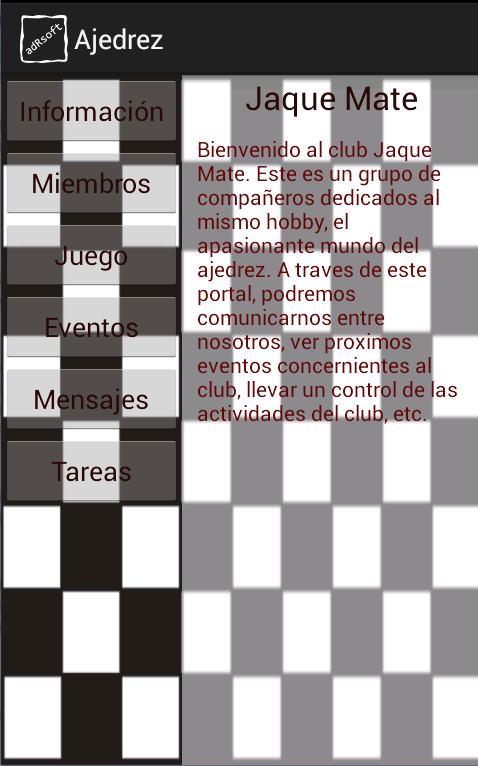 adRsoft
Ajedrez
Información
Miembros
Juego
Eventos
Mensajes
Tareas
Jaque Mate
Bienvenido al club Jaque
Mate. Este es un grupo de
compañeros dedicados al
mismo hobby, el
apasionante mundo del
ajedrez. A traves de este
portal, podremos
comunicarnos entre
nosotros, ver proximos
eventos concernientes al
club, llevar un control de las
actividades del club, etc.